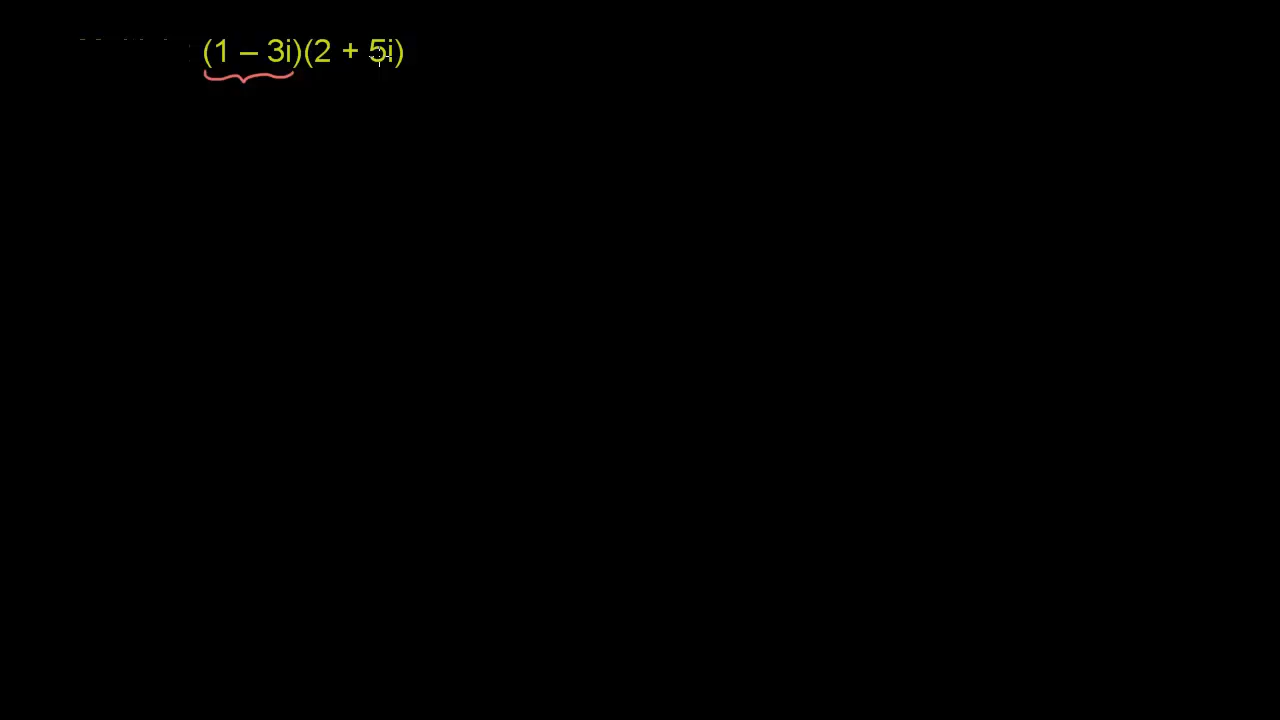 (1 – 3i)(2 + 5i)